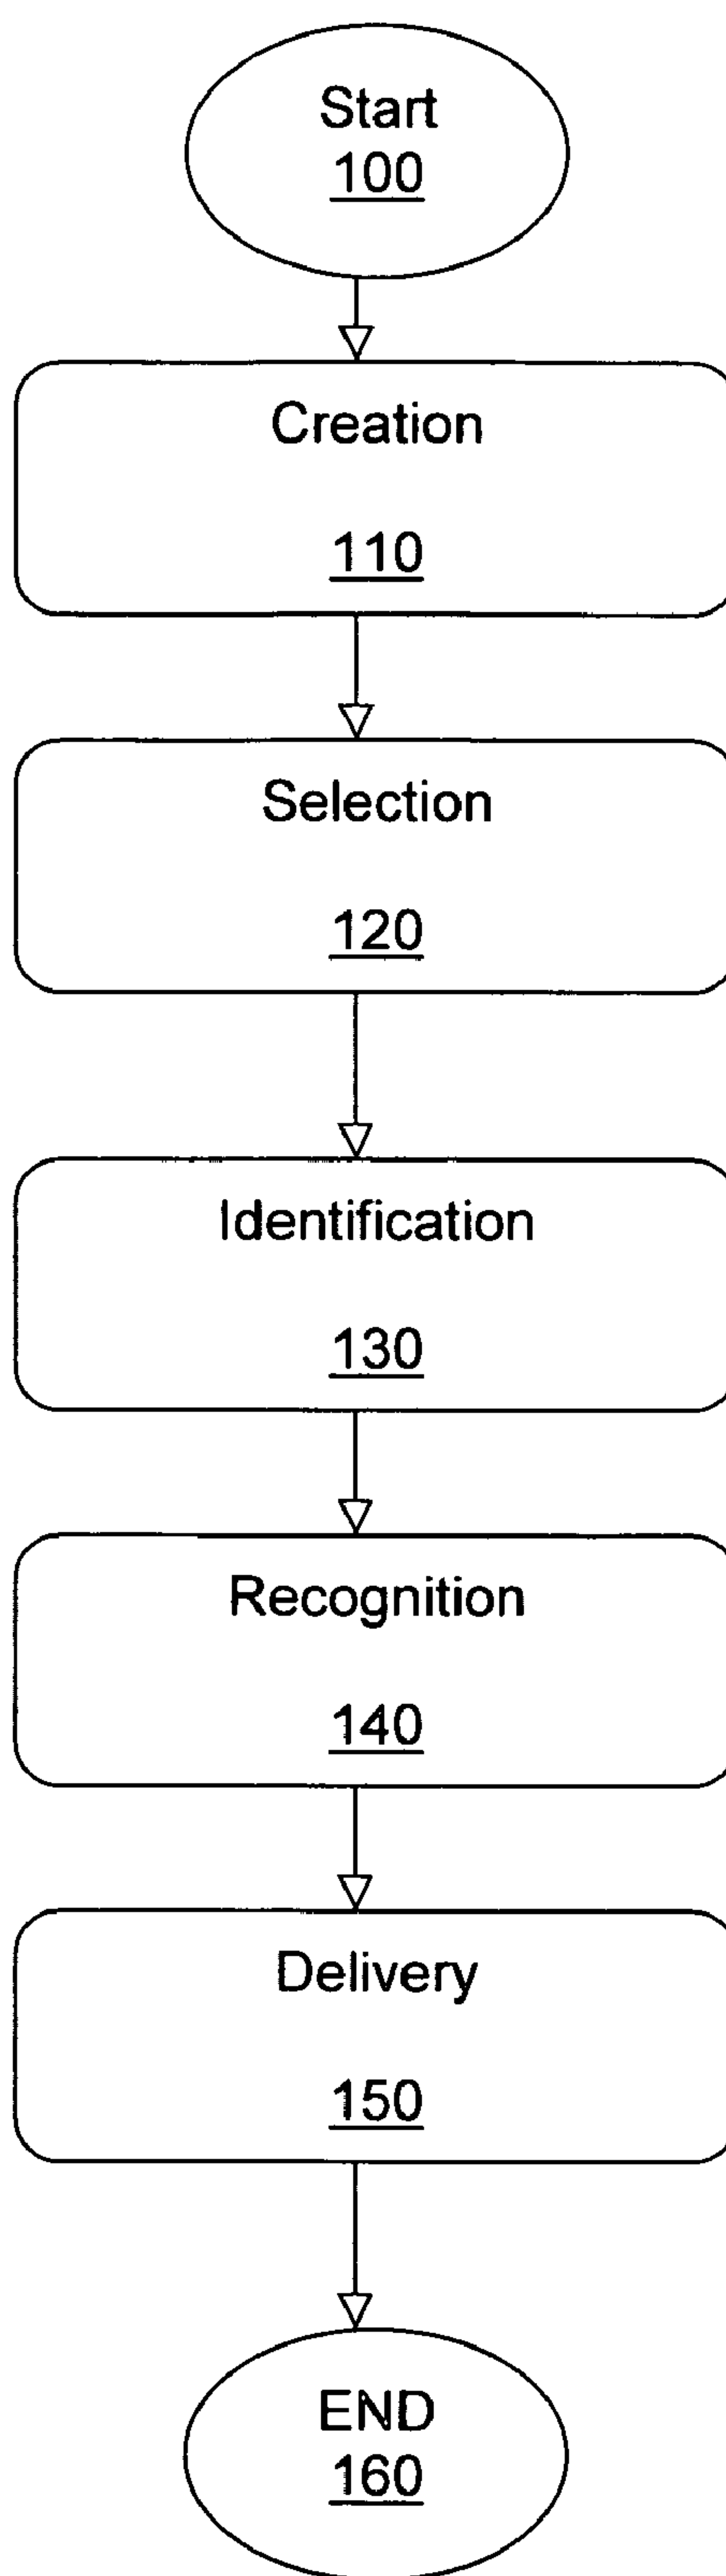 Start
100
Creation
110
Selection
120
Identification
130
Recognition
140
Delivery
150
END
160